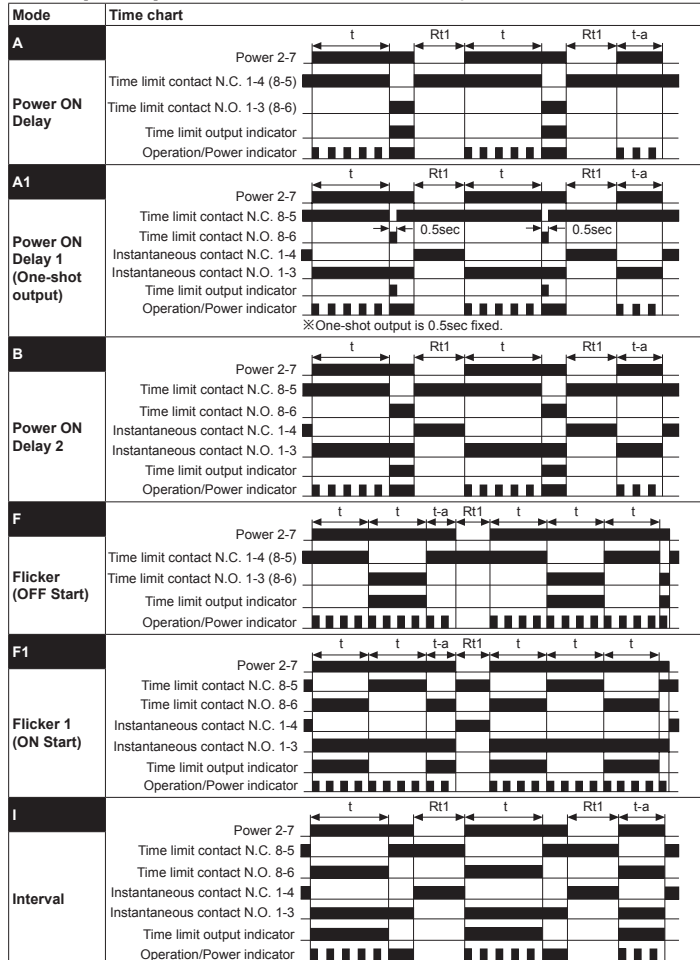 Mode Time chart
A
t Rt1 t Rt1 t-a
Power 2-7
Time limit contact N.C. 1-4 (8-5)
Power ON
Delay
Time limit contact N.O. 1-3 (8-6)
Time limit output indicator
Operation/Power indicator
A1
t Rt1 t Rt1 t-a
Power 2-7
Time limit contact N.C. 8-5
Power ON
Delay 1
(One-shot
output)
Time limit contact N.O. 8-6 0.5sec 0.5sec
Instantaneous contact N.C. 1-4
Instantaneous contact N.O. 1-3
Time limit output indicator
Operation/Power indicator
※One-shot output is 0.5sec fixed.
B
t Rt1 t Rt1 t-a
Power 2-7
Time limit contact N.C. 8-5
Power ON
Delay 2
Time limit contact N.O. 8-6
Instantaneous contact N.C. 1-4
Instantaneous contact N.O. 1-3
Time limit output indicator
Operation/Power indicator
F
t t t-a Rt1 t t t
Power 2-7
Time limit contact N.C. 1-4 (8-5)
Flicker
(OFF Start)
Time limit contact N.O. 1-3 (8-6)
Time limit output indicator
Operation/Power indicator
F1
t t t-a Rt1 t t t
Power 2-7
Time limit contact N.C. 8-5
Time limit contact N.O. 8-6
Flicker 1
(ON Start)
Instantaneous contact N.C. 1-4
Instantaneous contact N.O. 1-3
Time limit output indicator
Operation/Power indicator
I
t Rt1 t Rt1 t-a
Power 2-7
Time limit contact N.C. 8-5
Time limit contact N.O. 8-6
Interval
Instantaneous contact N.C. 1-4
Instantaneous contact N.O. 1-3
Time limit output indicator
Operation/Power indicator